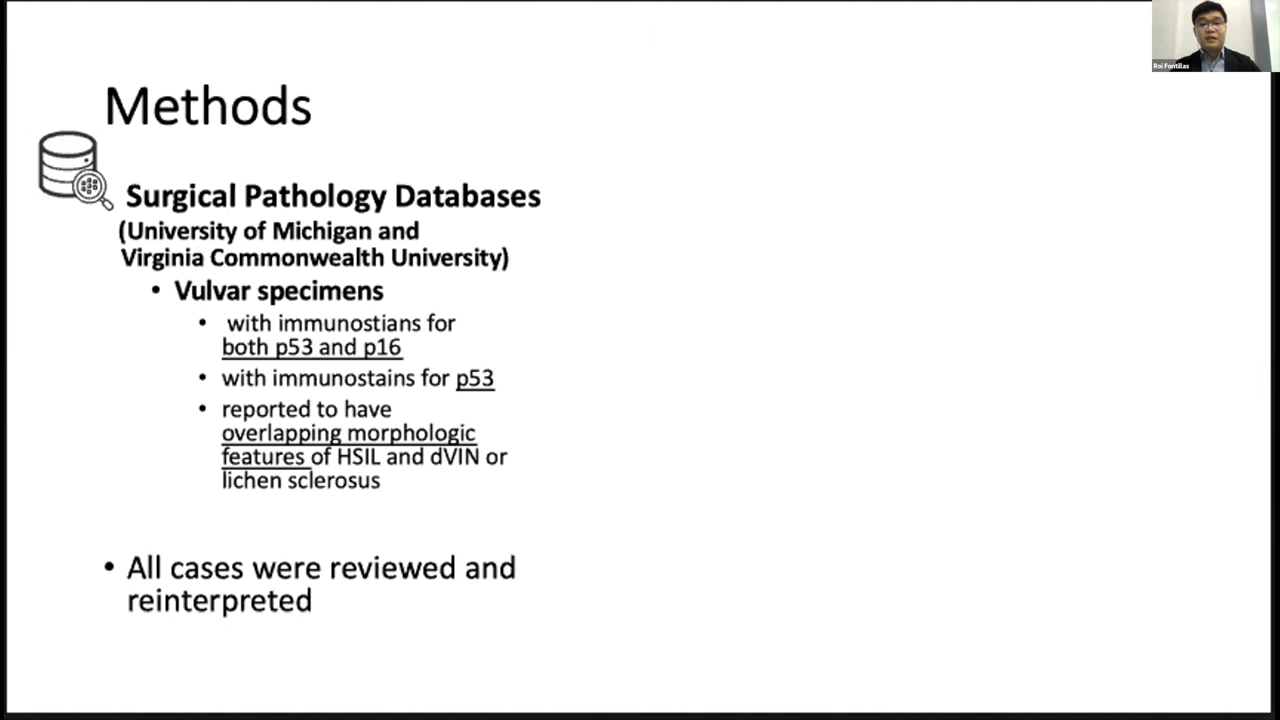 Roi Fontillas
Methods
Surgical Pathology Databases
(University of Michigan and
Virginia Commonwealth University)
• Vulvar specimens
• with immunostians for
both p53 and p16
• with immunostains for p53
• reported to have
overlapping morphologic
features of HSIL and dVIN or
lichen sclerosus
• All cases were reviewed and
reinterpreted